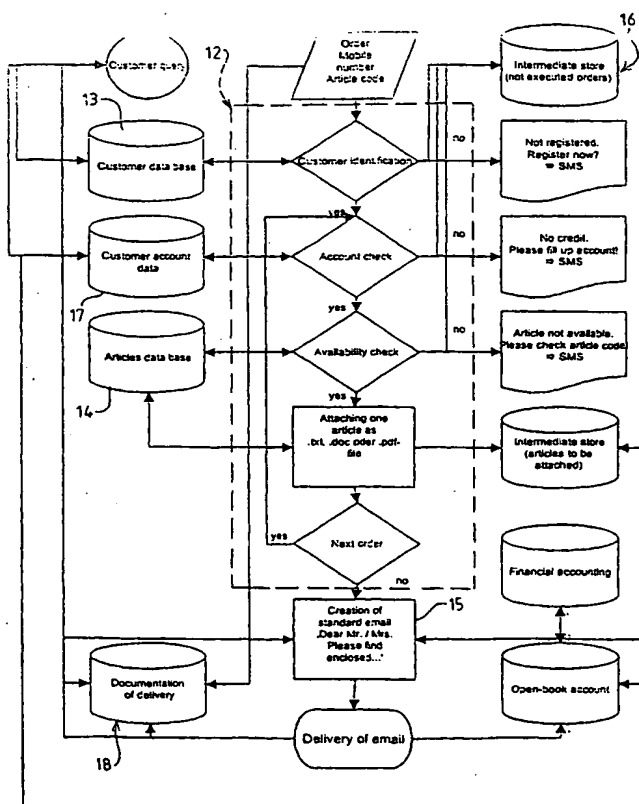 Customer query
Order
Mobile
number
Article code
16
Intermediate store
(not executed orders)
12
13
Customer data base
Customer identification
no
Not registered.
Register now?
⇒ SMS
yes
Customer account
data
17
Account check
no
No credit.
Please fill up account!
⇒ SMS
yes
Articles data base
14
Availability check
no
Article not available.
Please check article code
⇒ SMS
yes
Attaching one
article as
.txt, .doc oder .pdf-
file
Intermediate store
(articles to be
attached)
yes
Next order
no
Financial accounting
Creation of
standard email
„Dear Mr. / Mrs.
Please find
enclosed...“
15
Documentation
of delivery
18
Open-book account
Delivery of email